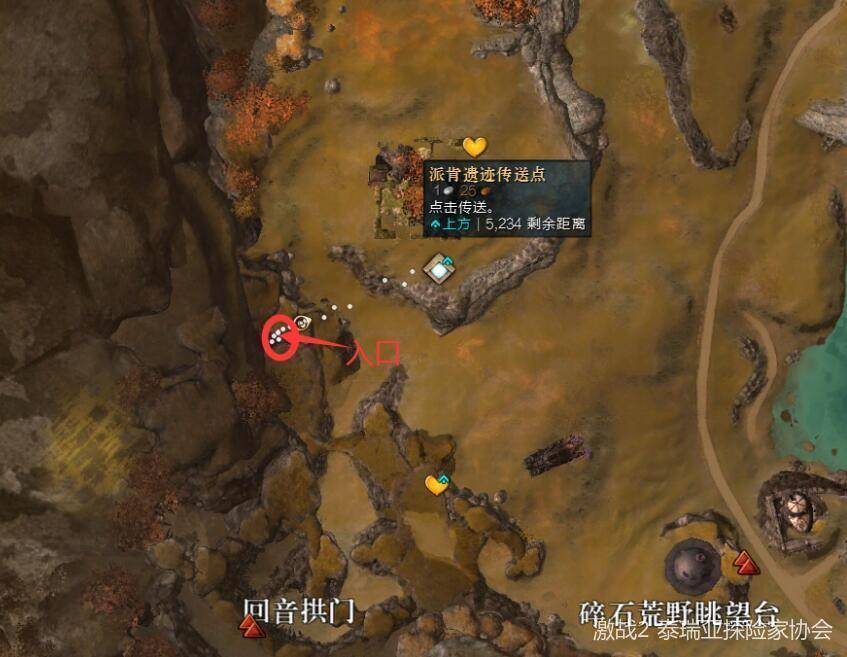 派肯遗迹传送点
1 25
点击传送。
上方 | 5,234 剩余距离
入口
回音拱门
碎石荒野眺望台
激战2 泰瑞亚探险家协会